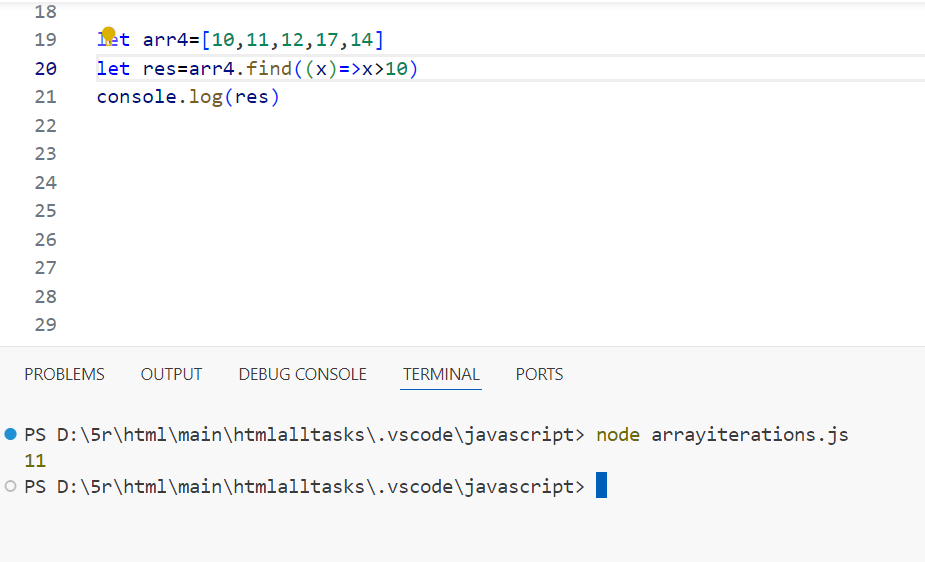 18
19 let arr4=[10,11,12,17,14]
20 let res=arr4.find((x)=>x>10)
21 console.log(res)
22
23
24
25
26
27
28
29
PROBLEMS OUTPUT DEBUG CONSOLE TERMINAL PORTS
PS D:\5r\html\main\htmlalltasks\.vscode\javascript> node arrayiterations.js
11
PS D:\5r\html\main\htmlalltasks\.vscode\javascript>